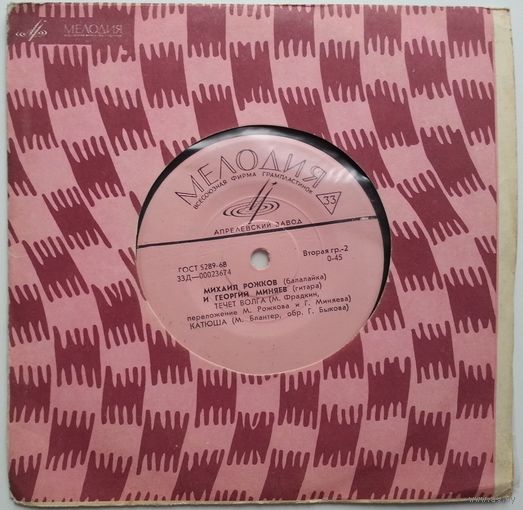 МЕЛОДИЯ
МЕЛОДИЯ
ВСЕСОЮЗНАЯ ФИРМА ГРАМПЛАСТИНОК
33
АПРЕЛЕВСКИЙ ЗАВОД
ГОСТ 5289-68
33Д—00023674
Вторая гр.-2
0-45
МИХАИЛ РОЖКОВ (балалайка)
И ГЕОРГИЙ МИНЯЕВ (гитара)
ТЕЧЕТ ВОЛГА (М. Фрадкин,
переложение М. Рожкова и Г. Миняева)
КАТЮША (М. Блантер, обр. Г. Быкова)